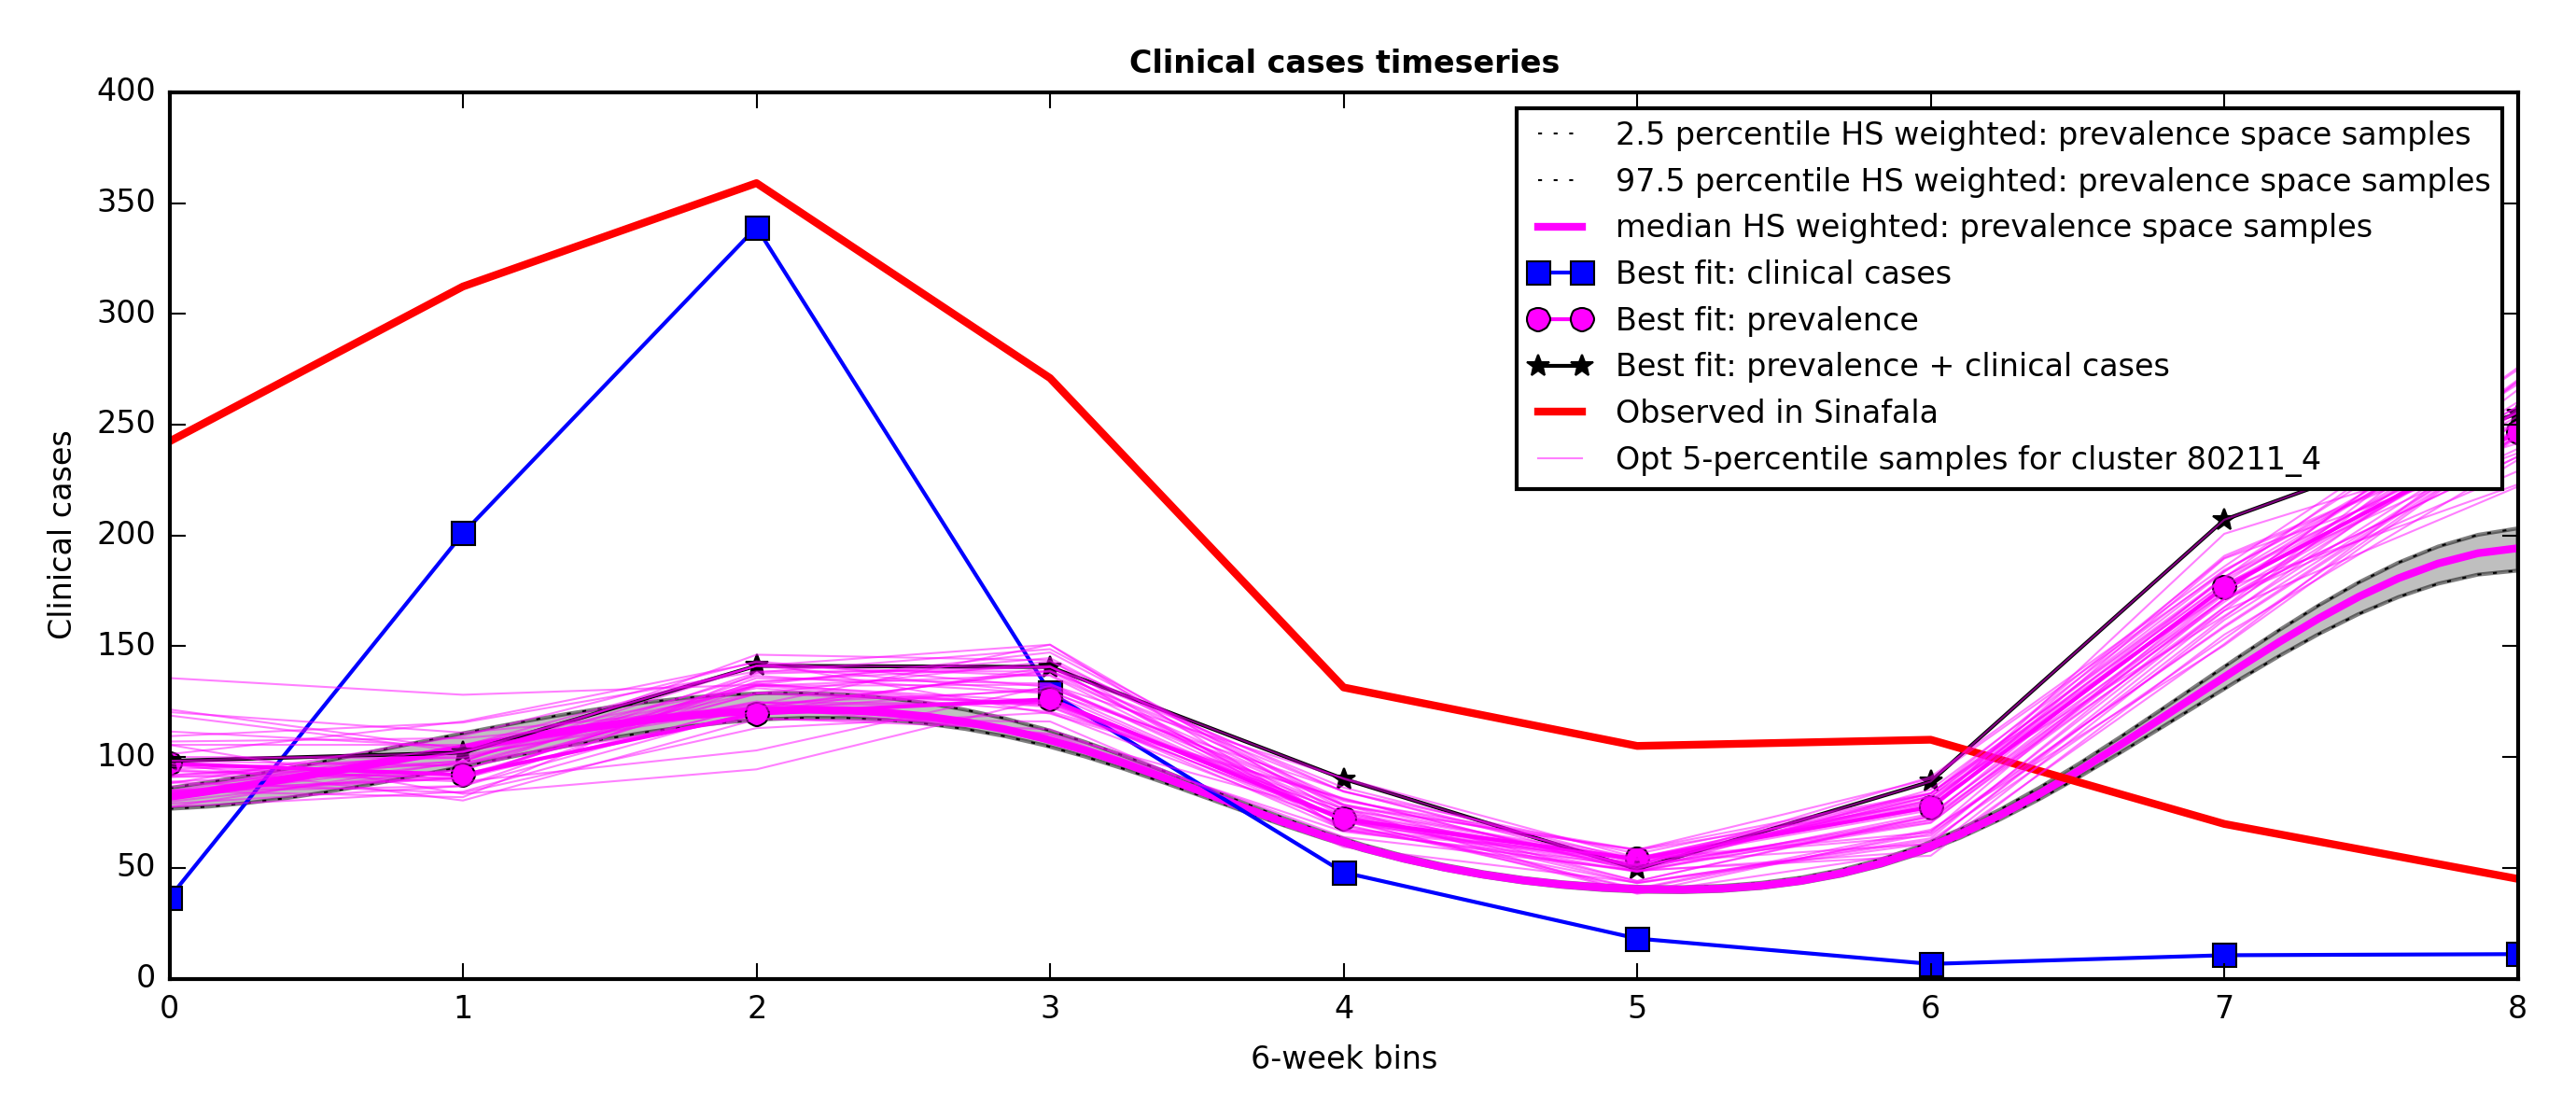 Clinical cases timeseries
400
350
300
250
200
150
100
50
0
Clinical cases
2.5 percentile HS weighted: prevalence space samples
97.5 percentile HS weighted: prevalence space samples
median HS weighted: prevalence space samples
Best fit: clinical cases
Best fit: prevalence
Best fit: prevalence + clinical cases
Observed in Sinafala
Opt 5-percentile samples for cluster 80211_4
0 1 2 3 4 5 6 7 8
6-week bins